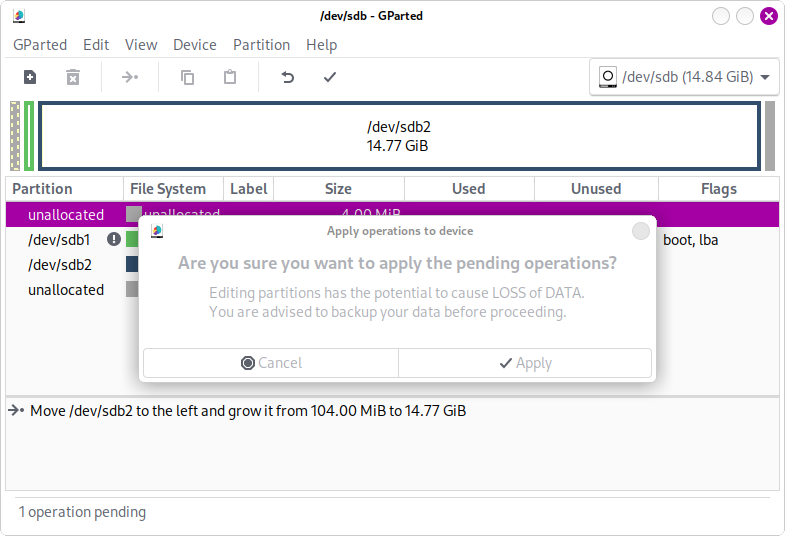 /dev/sdb - GParted
GParted Edit View Device Partition Help
/dev/sdb (14.84 GiB)
/dev/sdb2
14.77 GiB
Partition File System Label Size Used Unused Flags
unallocated unallocated 4.00 MiB
/dev/sdb1 boot, lba
/dev/sdb2
unallocated
Apply operations to device
Are you sure you want to apply the pending operations?
Editing partitions has the potential to cause LOSS of DATA.
You are advised to backup your data before proceeding.
Cancel Apply
Move /dev/sdb2 to the left and grow it from 104.00 MiB to 14.77 GiB
1 operation pending